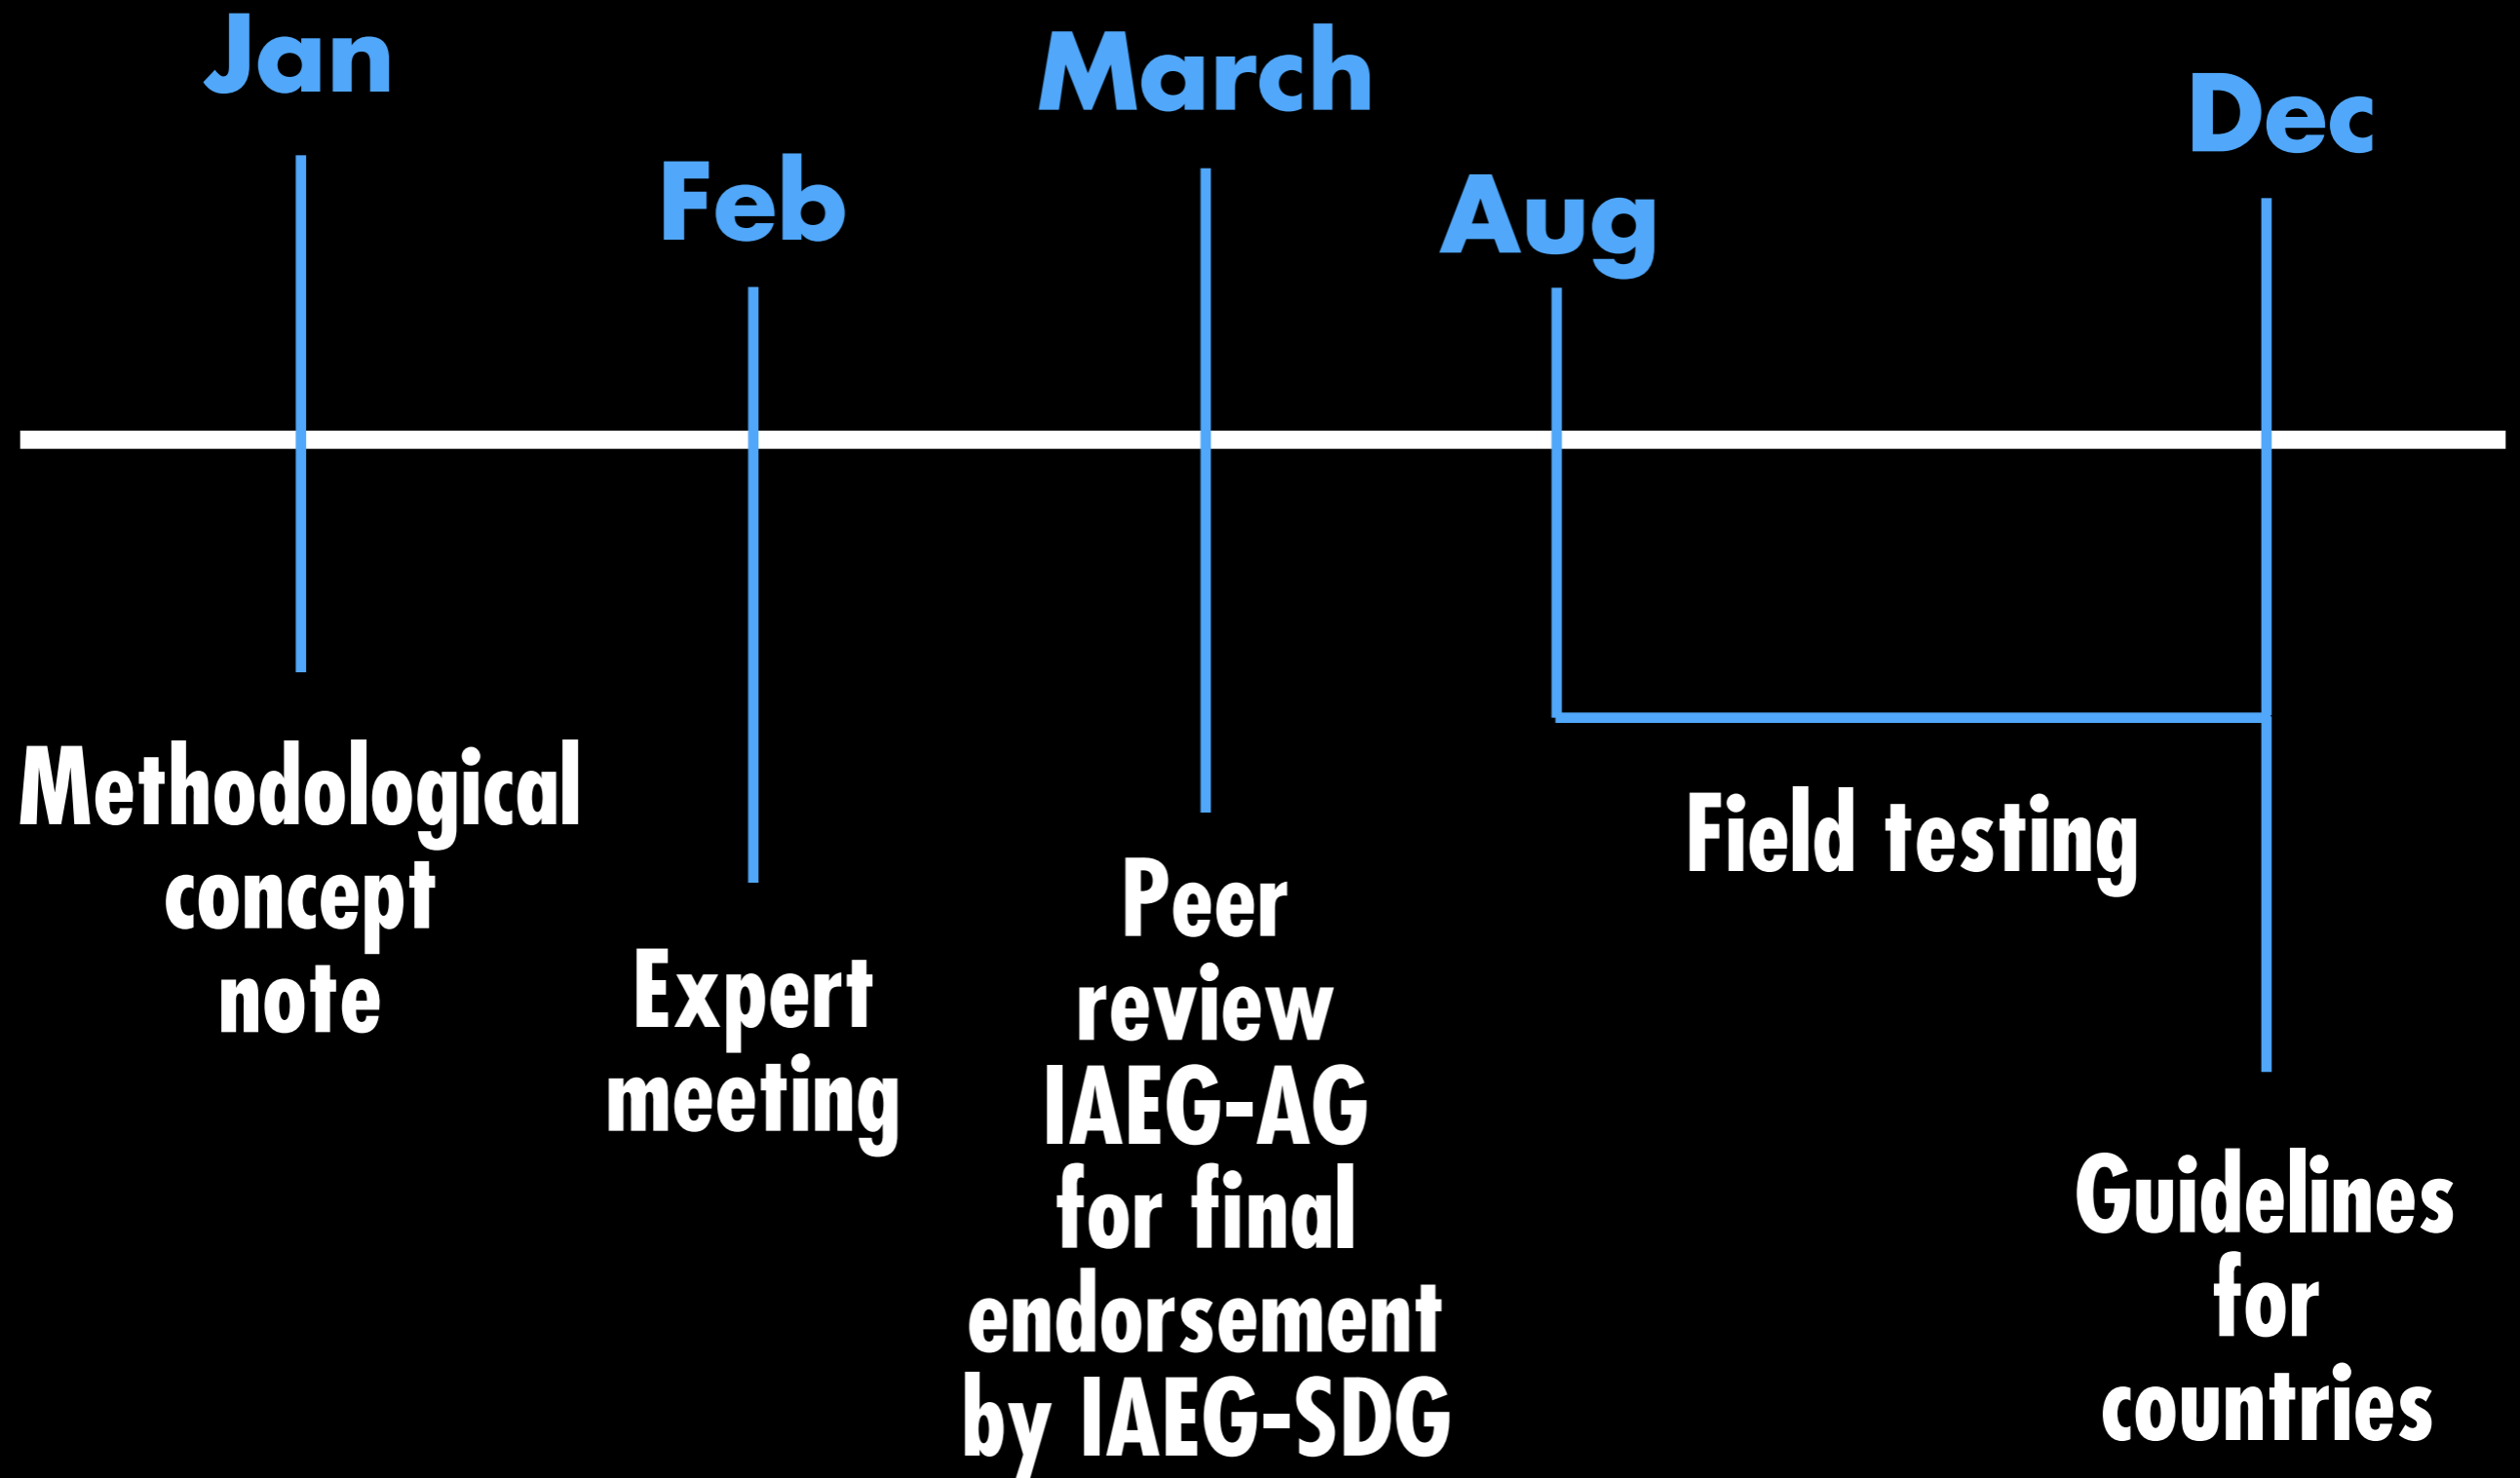 Jan
Feb
March
Aug
Dec
Methodological
concept
note
Expert
meeting
Peer
review
IAEG-AG
for final
endorsement
by IAEG-SDG
Field testing
Guidelines
for
countries